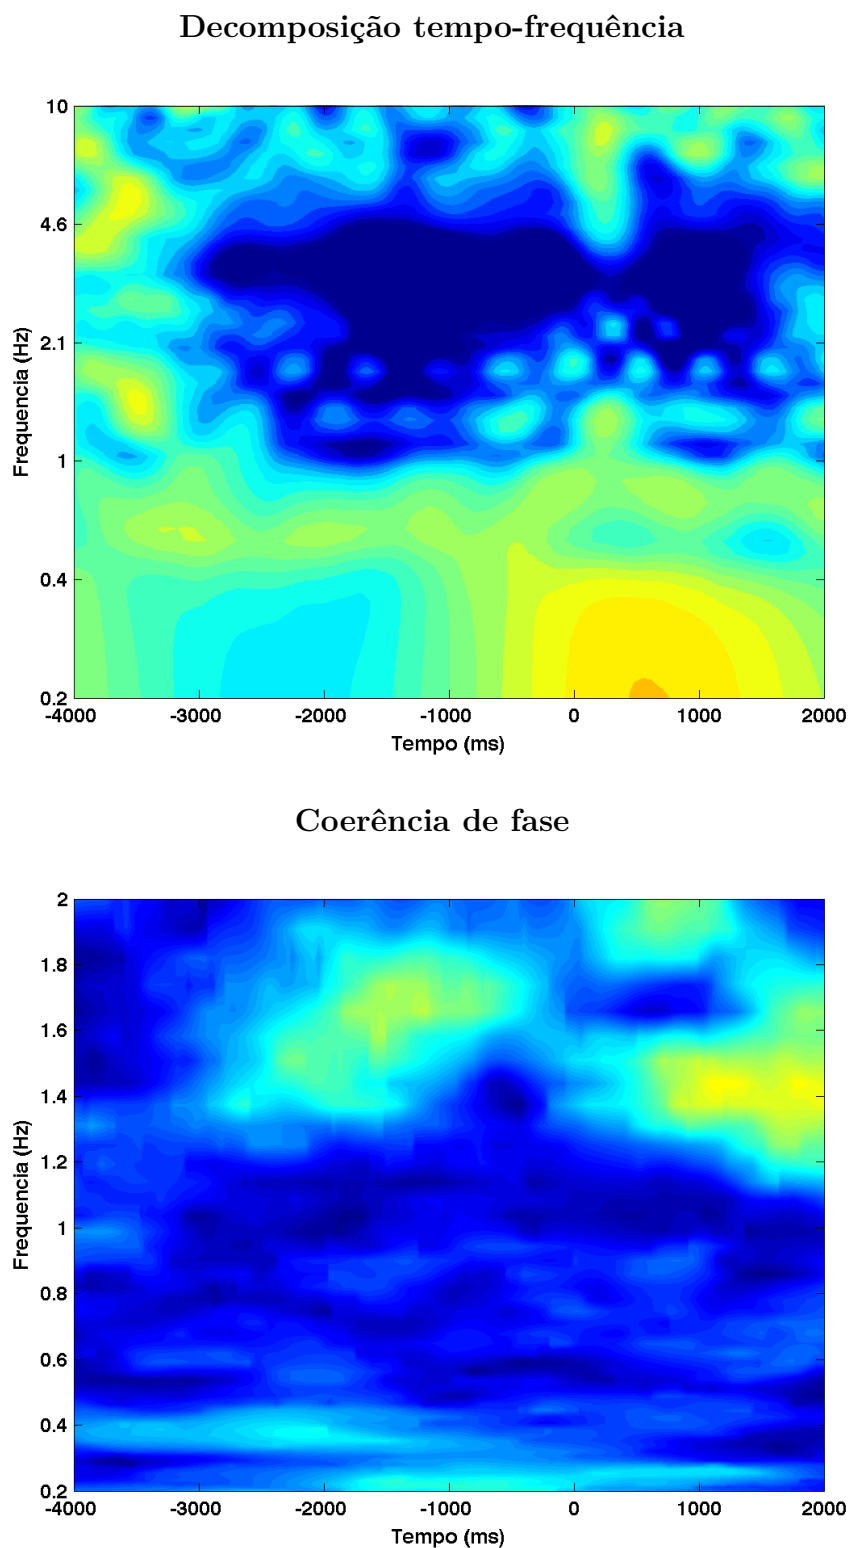 Decomposição tempo-frequência
10
4.6
2.1
1
0.4
0.2
Frequencia (Hz)
-4000 -3000 -2000 -1000 0 1000 2000
Tempo (ms)
Coerência de fase
2
1.8
1.6
1.4
1.2
1
0.8
0.6
0.4
0.2
Frequencia (Hz)
-4000 -3000 -2000 -1000 0 1000 2000
Tempo (ms)